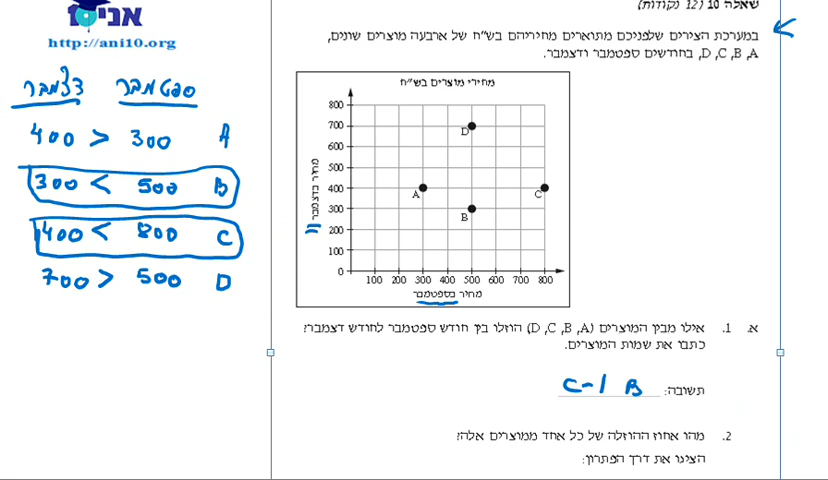 אניסו
http://ani10.org
שאלה 10 (12 נקודות)
במערכת הצירים שלפניכם מתוארים מחיריהם בש"ח של ארבעה מוצרים שונים,
A, B, C, D, בחודשים ספטמבר ודצמבר.
דצמבר ספטמבר
400 > 300 A
300 < 500 B
400 < 800 C
700 > 500 D
מחירי מוצרים בש"ח
מחיר בדצמבר
800
700
600
500
400
300
200
100
0
D
A
B
C
100 200 300 400 500 600 700 800
מחיר בספטמבר
א. 1. אילו מבין המוצרים (A, B, C, D) הוזלו בין חודש ספטמבר לחודש דצמבר?
כתבו את שמות המוצרים.
תשובה: B ו-C
2. מהו אחוז ההוזלה של כל אחד ממוצרים אלה?
הציגו את דרך הפתרון: